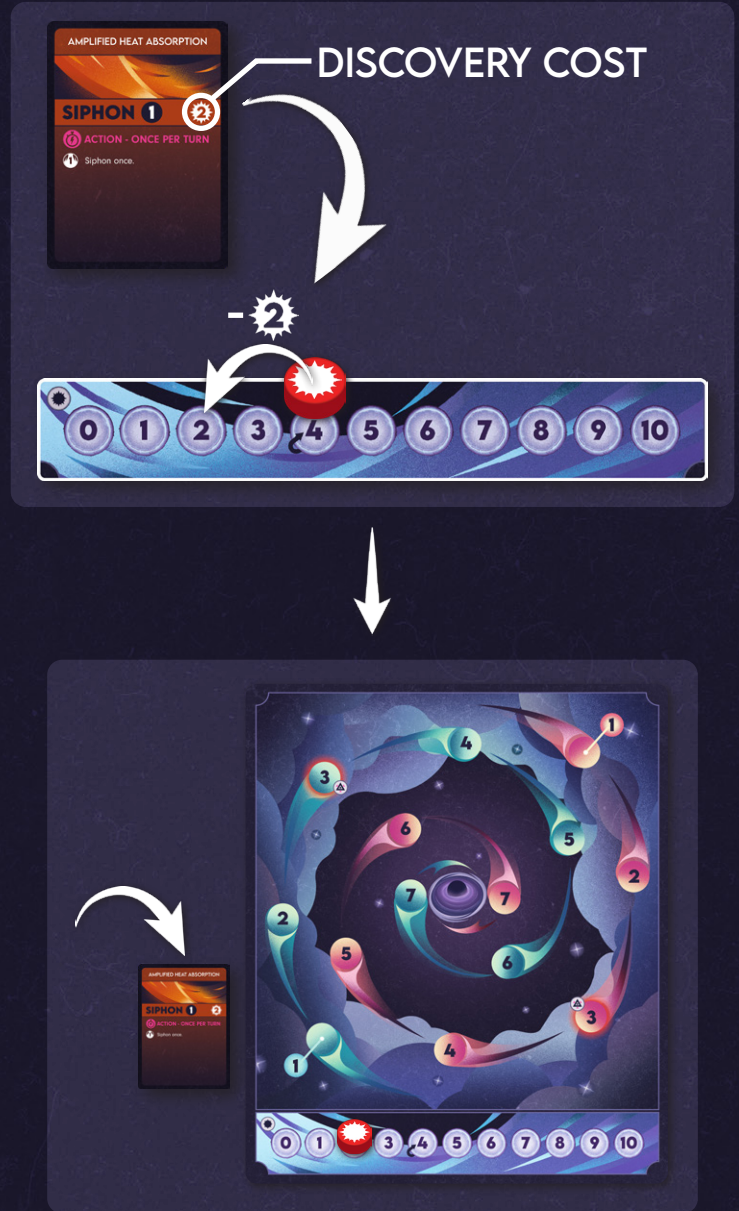 AMPLIFIED HEAT ABSORPTION
DISCOVERY COST
SIPHON 1 2
ACTION - ONCE PER TURN
1 Siphon once.
-2
0 1 2 3 4 5 6 7 8 9 10
1
4
3
5
6
2
7 7
2
5
6
3
4
1
AMPLIFIED HEAT ABSORPTION
SIPHON 1 2
ACTION - ONCE PER TURN
Siphon once.
0 1 3 4 5 6 7 8 9 10